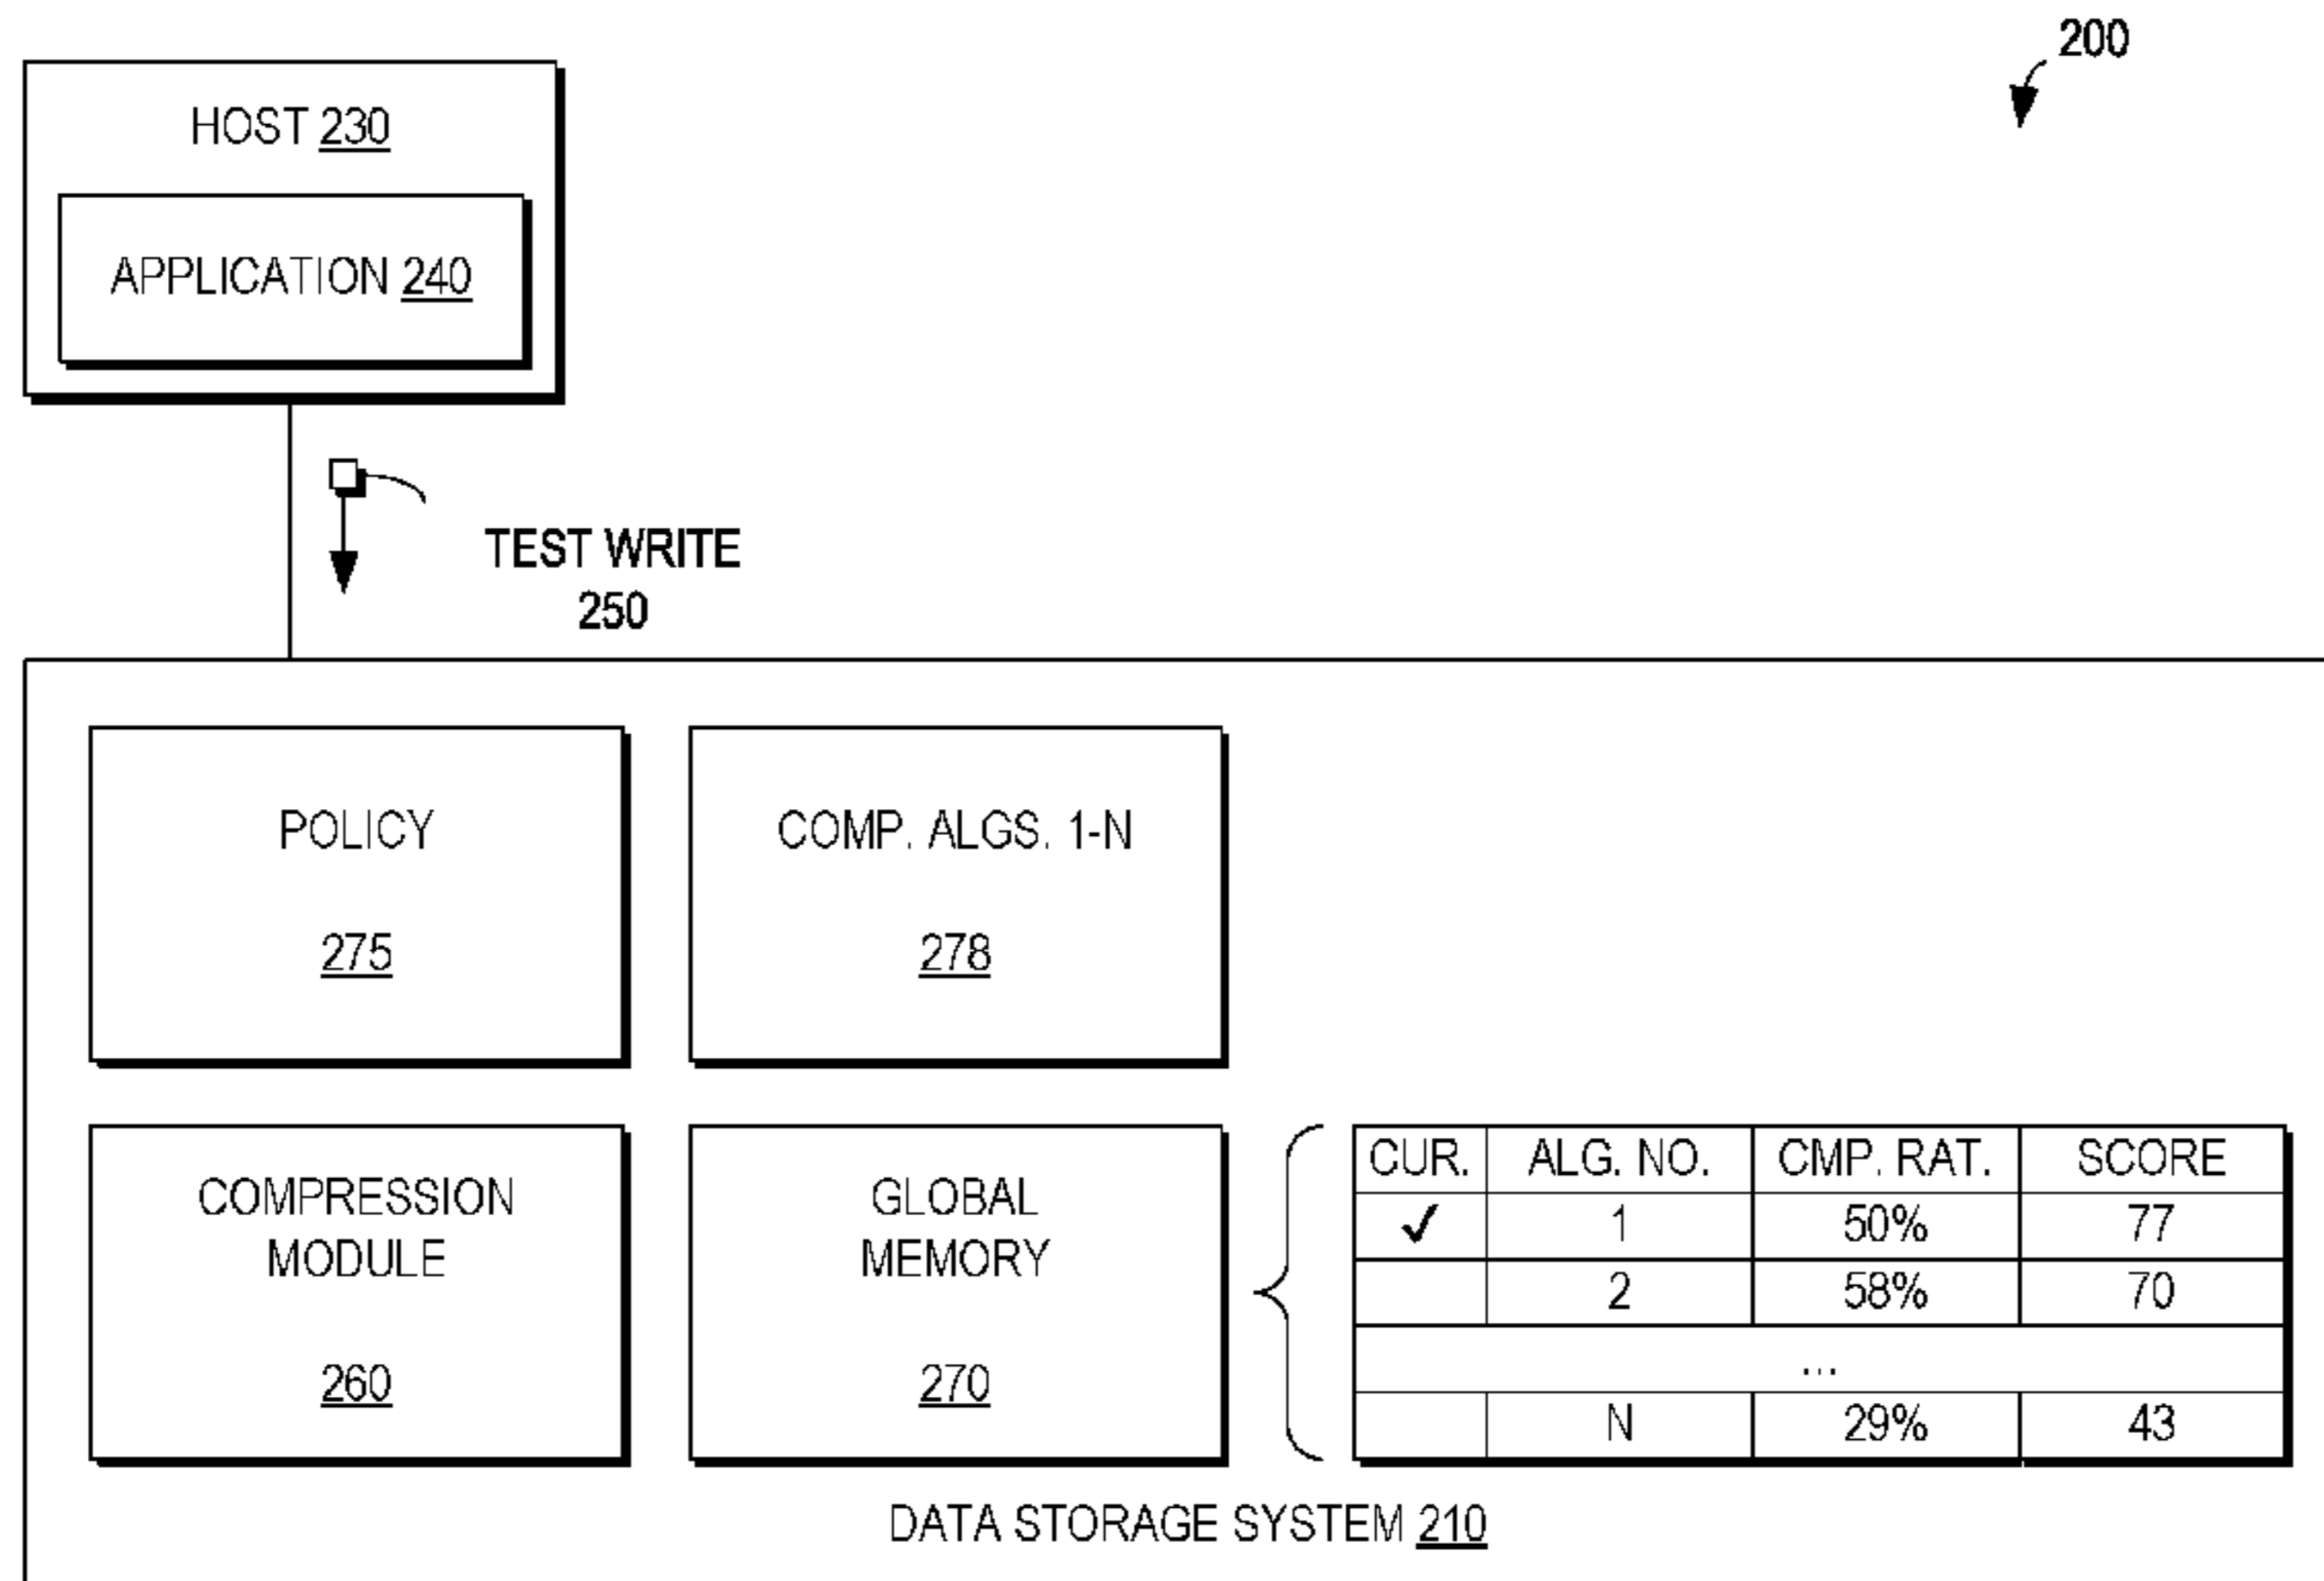 200
HOST 230
APPLICATION 240
TEST WRITE
250
POLICY
275
COMP. ALGS. 1-N
278
COMPRESSION
MODULE
260
GLOBAL
MEMORY
270
CUR. ALG. NO. CMP. RAT. SCORE
✓ 1 50% 77
2 58% 70
...
N 29% 43
DATA STORAGE SYSTEM 210